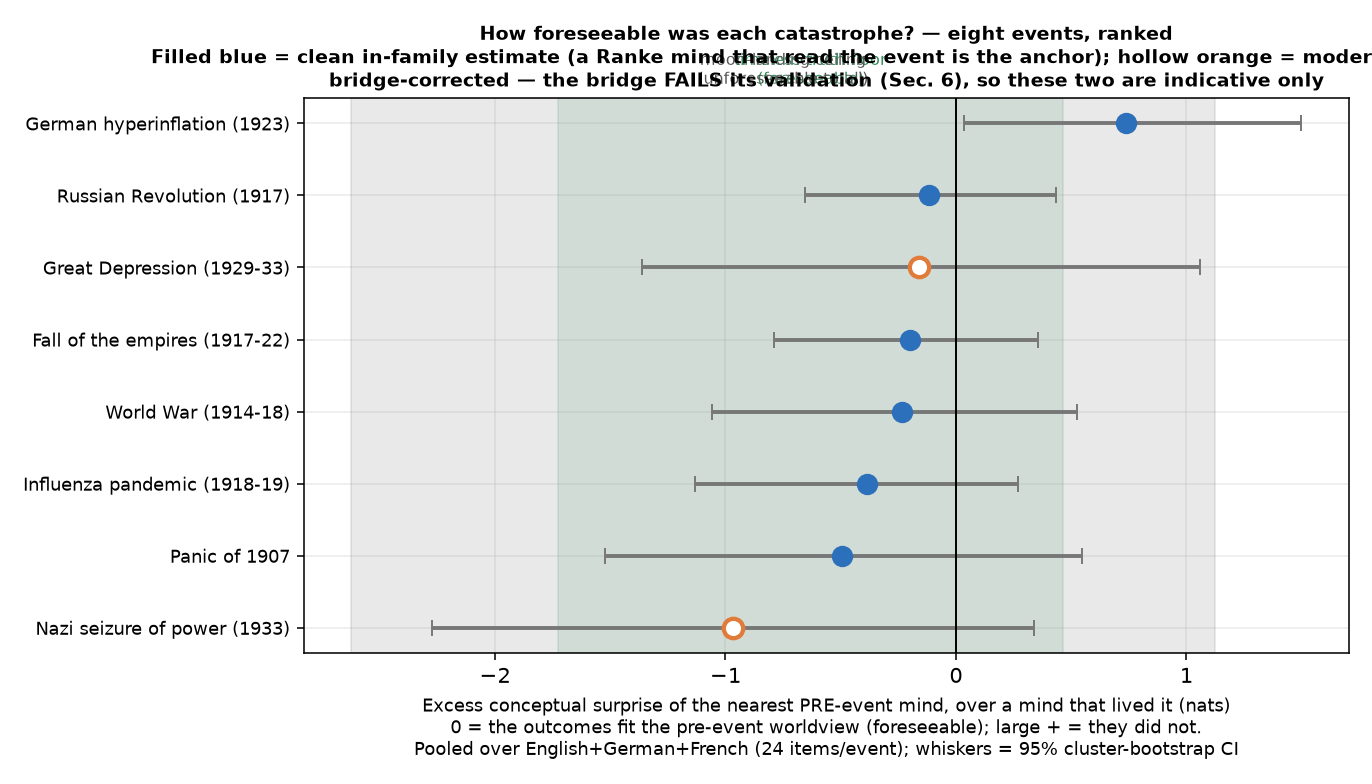 How foreseeable was each catastrophe? — eight events, ranked
Filled blue = clean in-family estimate (a Ranke mind that read the event is the anchor); hollow orange = moder
bridge-corrected — the bridge FAILS its validation (Sec. 6), so these two are indicative only
German hyperinflation (1923)
Russian Revolution (1917)
Great Depression (1929-33)
Fall of the empires (1917-22)
World War (1914-18)
Influenza pandemic (1918-19)
Panic of 1907
Nazi seizure of power (1933)
−2
−1
0
1
Excess conceptual surprise of the nearest PRE-event mind, over a mind that lived it (nats)
0 = the outcomes fit the pre-event worldview (foreseeable); large + = they did not.
Pooled over English+German+French (24 items/event); whiskers = 95% cluster-bootstrap CI